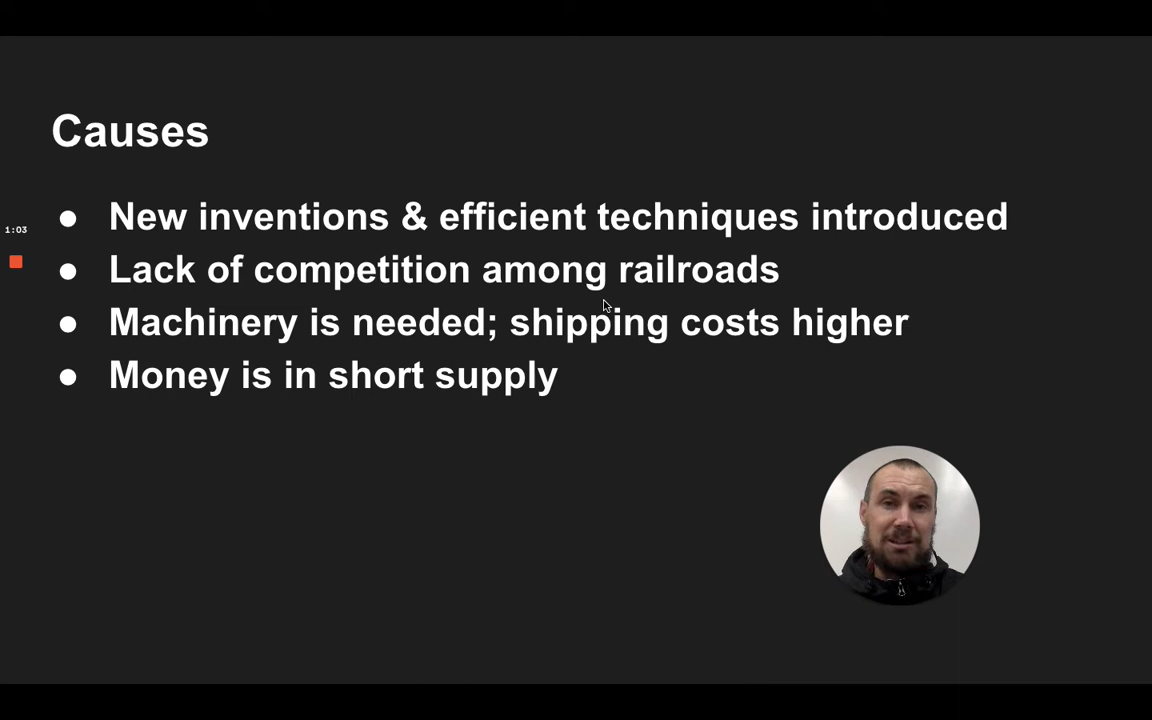 Causes
● New inventions & efficient techniques introduced
1:03
● Lack of competition among railroads
● Machinery is needed; shipping costs higher
● Money is in short supply